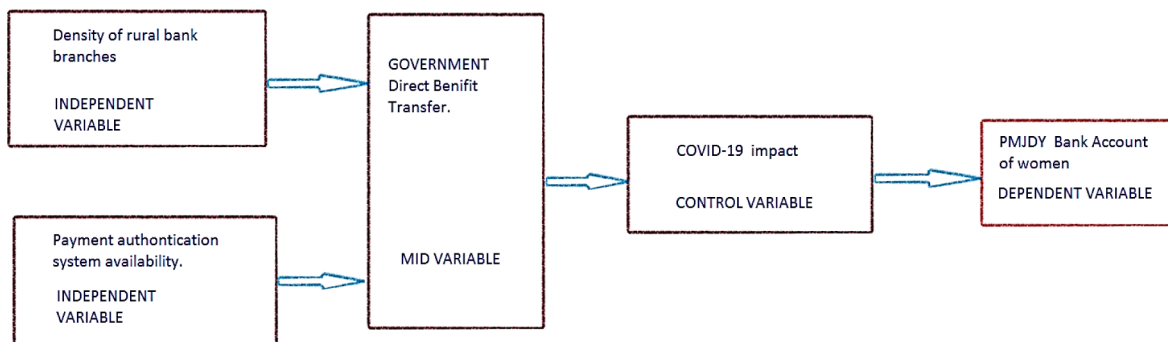 Density of rural bank
branches
INDEPENDENT
VARIABLE
Payment authontication
system availability.
INDEPENDENT
VARIABLE
GOVERNMENT
Direct Benifit
Transfer.
MID VARIABLE
COVID-19 impact
CONTROL VARIABLE
PMJDY Bank Account
of women
DEPENDENT VARIABLE